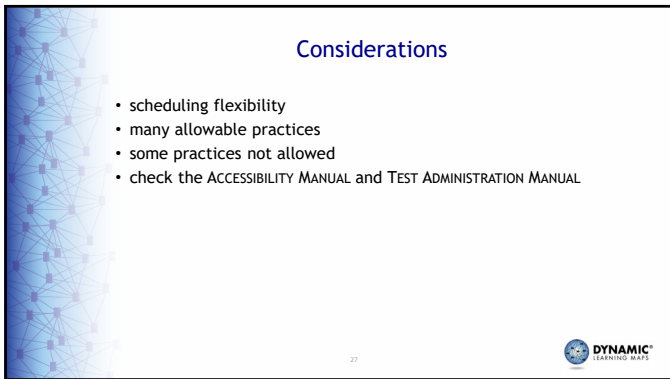 Considerations
• scheduling flexibility
• many allowable practices
• some practices not allowed
• check the ACCESSIBILITY MANUAL and TEST ADMINISTRATION MANUAL
27
DYNAMIC®
LEARNING MAPS